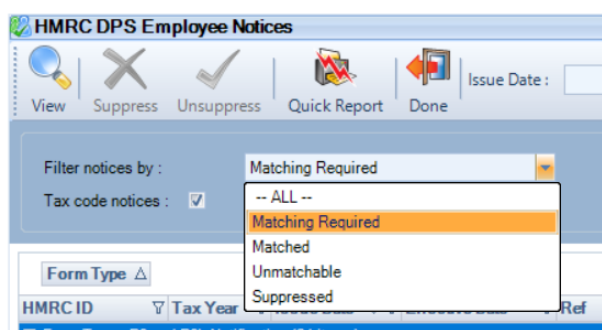 HMRC DPS Employee Notices
View Suppress Unsuppress Quick Report Done Issue Date :
Filter notices by : Matching Required
Tax code notices :
-- ALL --
Matching Required
Matched
Unmatchable
Suppressed
Form Type
HMRC ID Tax Year Ref